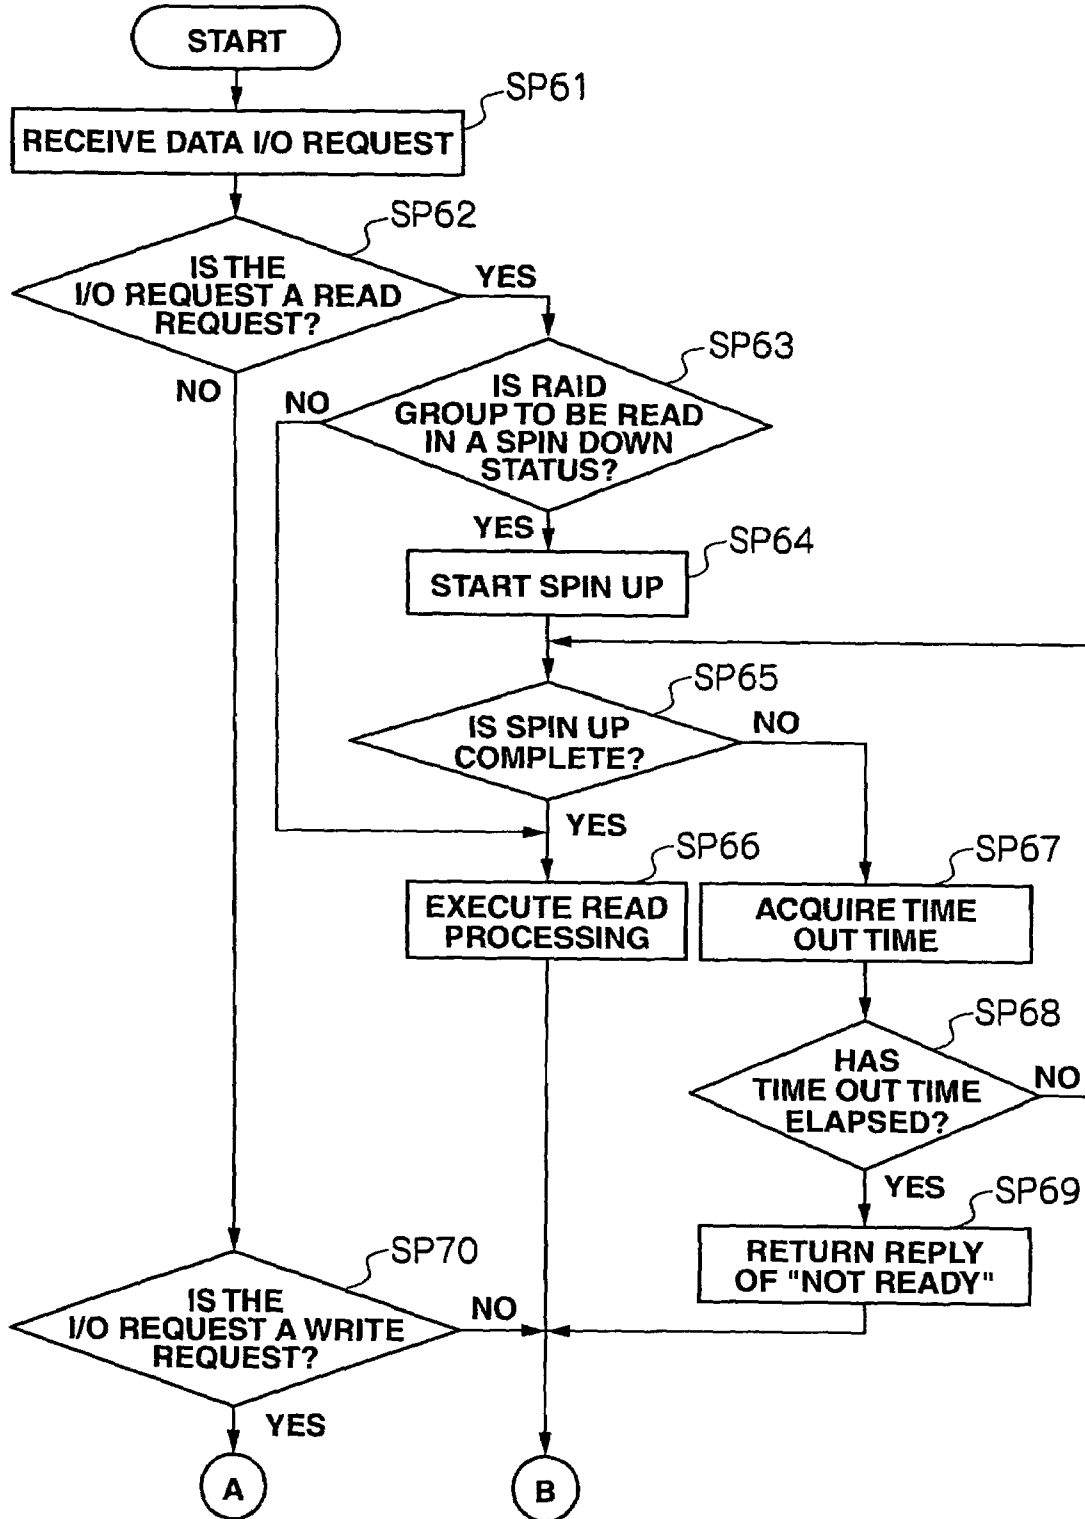 START
SP61
RECEIVE DATA I/O REQUEST
SP62
IS THE
I/O REQUEST A READ
REQUEST?
YES
NO
SP63
IS RAID
GROUP TO BE READ
IN A SPIN DOWN
STATUS?
NO
YES
SP64
START SPIN UP
SP65
IS SPIN UP
COMPLETE?
NO
YES
SP66
EXECUTE READ
PROCESSING
SP67
ACQUIRE TIME
OUT TIME
SP68
HAS
TIME OUT TIME
ELAPSED?
NO
YES
SP69
RETURN REPLY
OF "NOT READY"
SP70
IS THE
I/O REQUEST A WRITE
REQUEST?
NO
YES
A
B